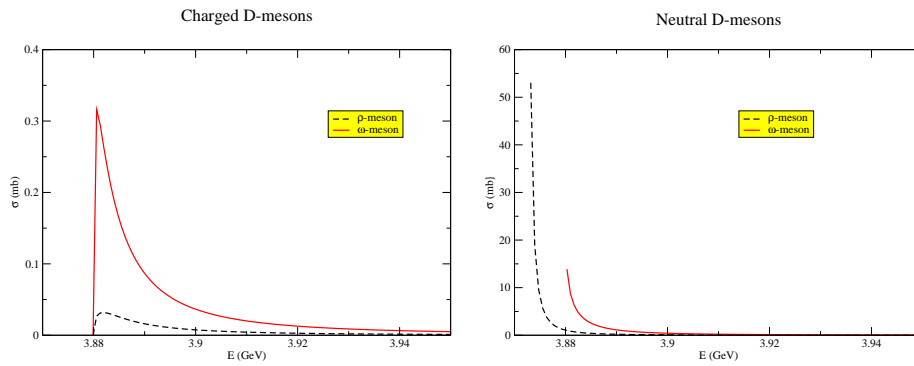 Charged D-mesons
0.4
0.3
0.2
0.1
0
σ (mb)
3.88
3.9
3.92
3.94
E (GeV)
ρ-meson
ω-meson
Neutral D-mesons
60
50
40
30
20
10
0
σ (mb}
3.88
3.9
3.92
3.94
E (GeV)
ρ-meson
ω-meson